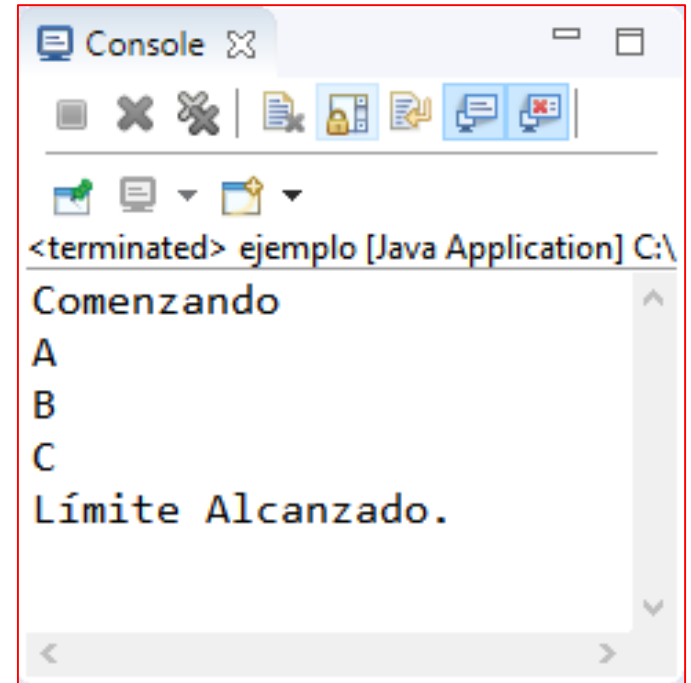 Console
<terminated> ejemplo [Java Application] C:\
Comenzando
A
B
C
Límite Alcanzado.